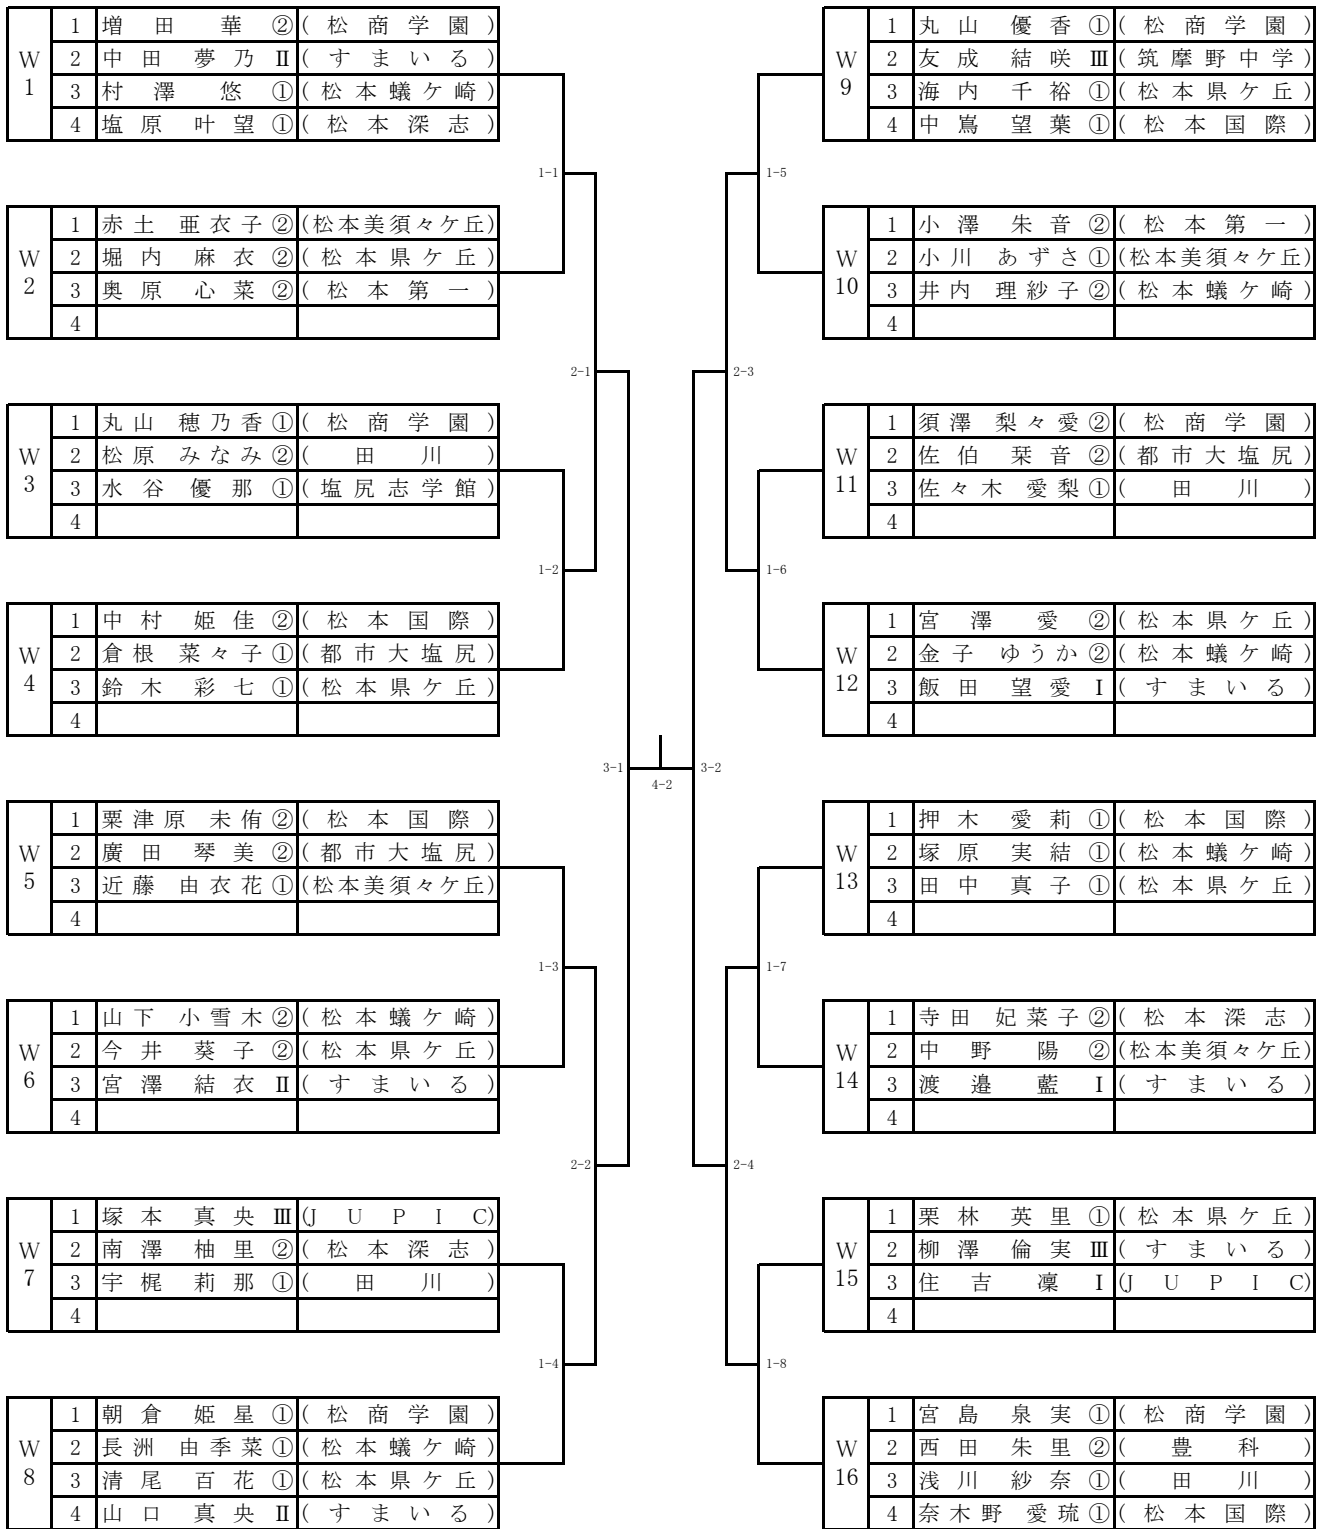 W1
1 増田 華 ② (松商学園)
2 中田 夢乃 Ⅱ (すまいる)
3 村澤 悠 ① (松本蟻ケ崎)
4 塩原 叶望 ① (松本深志)
1-1
W2
1 赤土 亜衣子 ② (松本美須々ケ丘)
2 堀内 麻衣 ② (松本県ケ丘)
3 奥原 心菜 ② (松本第一)
4
2-1
W3
1 丸山 穂乃香 ① (松商学園)
2 松原 みなみ ② (田川)
3 水谷 優那 ① (塩尻志学館)
4
1-2
W4
1 中村 姫佳 ② (松本国際)
2 倉根 菜々子 ① (都市大塩尻)
3 鈴木 彩七 ① (松本県ケ丘)
4
3-1
4-2
W5
1 粟津原 未侑 ② (松本国際)
2 廣田 琴美 ② (都市大塩尻)
3 近藤 由衣花 ① (松本美須々ケ丘)
4
1-3
W6
1 山下 小雪木 ② (松本蟻ケ崎)
2 今井 葵子 ② (松本県ケ丘)
3 宮澤 結衣 Ⅱ (すまいる)
4
2-2
W7
1 塚本 真央 Ⅲ (JUPIC)
2 南澤 柚里 ② (松本深志)
3 宇梶 莉那 ① (田川)
4
1-4
W8
1 朝倉 姫星 ① (松商学園)
2 長洲 由季菜 ① (松本蟻ケ崎)
3 清尾 百花 ① (松本県ケ丘)
4 山口 真央 Ⅱ (すまいる)
W9
1 丸山 優香 ① (松商学園)
2 友成 結咲 Ⅲ (筑摩野中学)
3 海内 千裕 ① (松本県ケ丘)
4 中嶌 望葉 ① (松本国際)
1-5
W10
1 小澤 朱音 ② (松本第一)
2 小川 あずさ ① (松本美須々ケ丘)
3 井内 理紗子 ② (松本蟻ケ崎)
4
2-3
W11
1 須澤 梨々愛 ② (松商学園)
2 佐伯 栞音 ② (都市大塩尻)
3 佐々木 愛梨 ① (田川)
4
1-6
W12
1 宮澤 愛 ② (松本県ケ丘)
2 金子 ゆうか ② (松本蟻ケ崎)
3 飯田 望愛 Ⅰ (すまいる)
4
3-2
W13
1 押木 愛莉 ① (松本国際)
2 塚原 実結 ① (松本蟻ケ崎)
3 田中 真子 ① (松本県ケ丘)
4
1-7
W14
1 寺田 妃菜子 ② (松本深志)
2 中野 陽 ② (松本美須々ケ丘)
3 渡邉 藍 Ⅰ (すまいる)
4
2-4
W15
1 栗林 英里 ① (松本県ケ丘)
2 柳澤 倫実 Ⅲ (すまいる)
3 住吉 凜 Ⅰ (JUPIC)
4
1-8
W16
1 宮島 泉実 ① (松商学園)
2 西田 朱里 ② (豊科)
3 浅川 紗奈 ① (田川)
4 奈木野 愛琉 ① (松本国際)